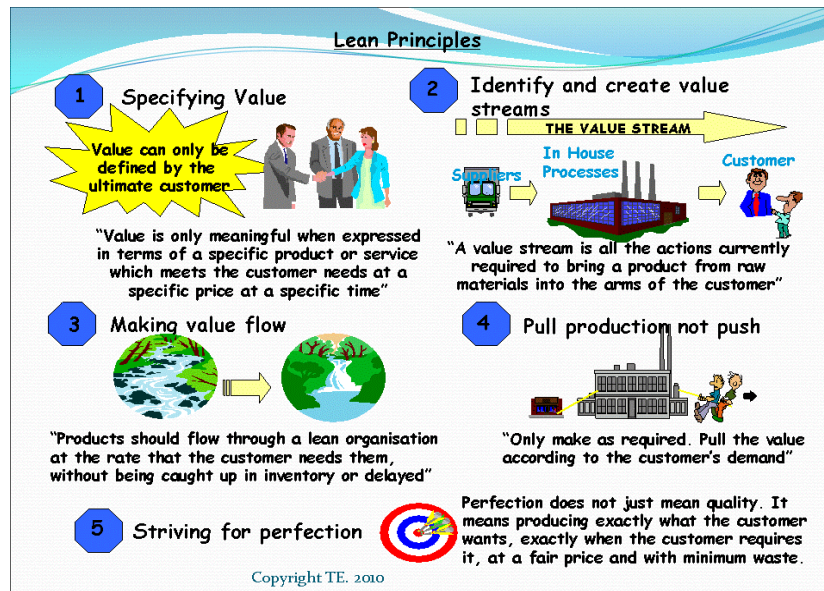 Lean Principles
1
Specifying Value
Value can only be
defined by the
ultimate customer
"Value is only meaningful when expressed
in terms of a specific product or service
which meets the customer needs at a
specific price at a specific time"
2
Identify and create value
streams
THE VALUE STREAM
Suppliers
In House
Processes
Customer
"A value stream is all the actions currently
required to bring a product from raw
materials into the arms of the customer"
3
Making value flow
"Products should flow through a lean organisation
at the rate that the customer needs them,
without being caught up in inventory or delayed"
4
Pull production not push
"Only make as required. Pull the value
according to the customer's demand"
5
Striving for perfection
Perfection does not just mean quality. It
means producing exactly what the customer
wants, exactly when the customer requires
it, at a fair price and with minimum waste.
Copyright TE. 2010